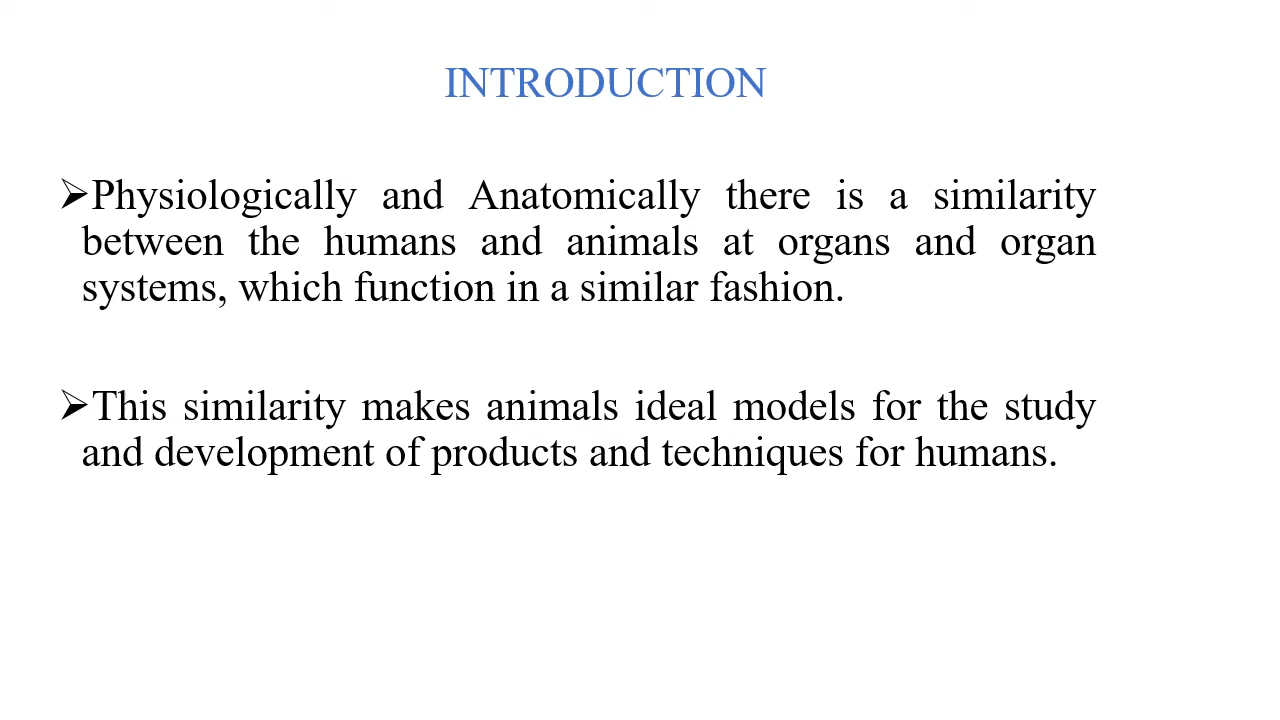 INTRODUCTION
➢Physiologically and Anatomically there is a similarity
between the humans and animals at organs and organ
systems, which function in a similar fashion.
➢This similarity makes animals ideal models for the study
and development of products and techniques for humans.